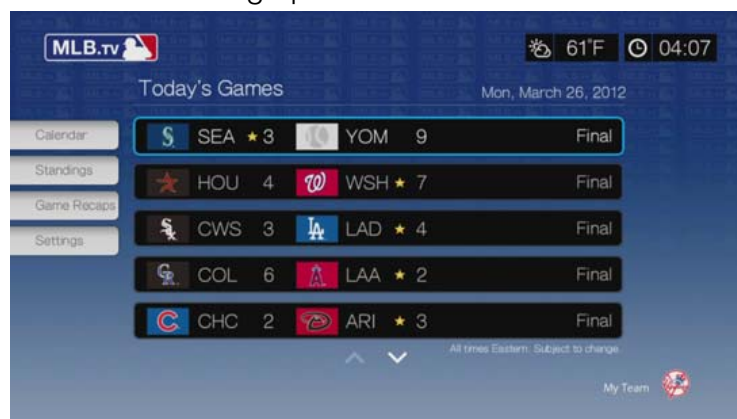 MLB.TV
61°F 04:07
Today's Games
Mon, March 26, 2012
Calendar
Standings
Game Recaps
Settings
SEA ★ 3 YOM 9 Final
HOU 4 WSH ★ 7 Final
CWS 3 LAD ★ 4 Final
COL 6 LAA ★ 2 Final
CHC 2 ARI ★ 3 Final
All times Eastern. Subject to change.
My Team